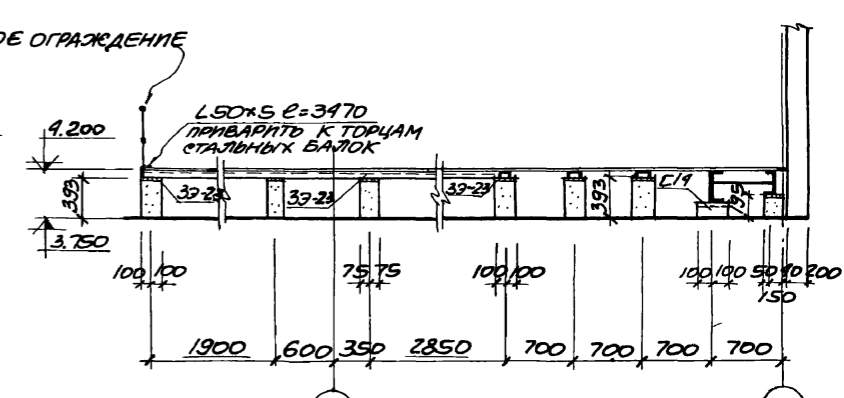 ОЕ ОГРАЖДЕНИЕ
L50×5 ℓ=3470
ПРИВАРИТЬ К ТОРЦАМ
СТАЛЬНЫХ БАЛОК
4.200
393
3Э-23
3Э-23
3Э-23
393
С14
195
3.750
100 100
75 75
100 100
100 100 50 40 200
150
1900 600 350 2850 700 700 700 700